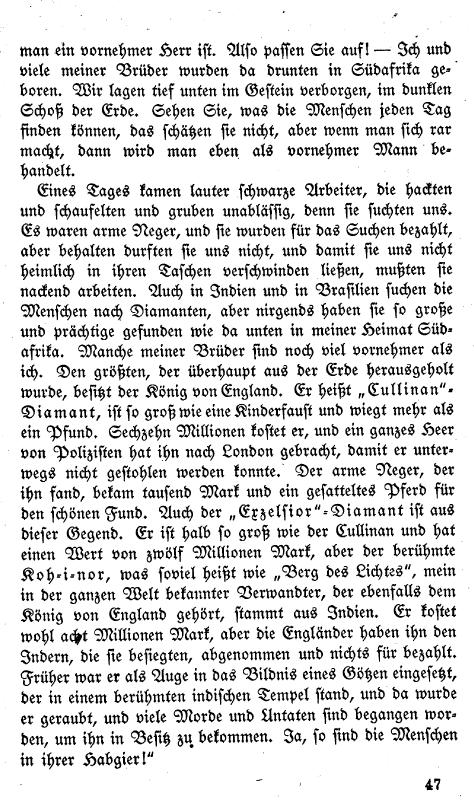 man ein vornehmer Herr ist. Also passen Sie auf! — Ich und
viele meiner Brüder wurden da drunten in Südafrika ge-
boren. Wir lagen tief unten im Gestein verborgen, im dunklen
Schoß der Erde. Sehen Sie, was die Menschen jeden Tag
finden können, das schätzen sie nicht, aber wenn man sich rar
macht, dann wird man eben als vornehmer Mann be-
handelt.
Eines Tages kamen lauter schwarze Arbeiter, die hackten
und schaufelten und gruben unablässig, denn sie suchten uns.
Es waren arme Neger, und sie wurden für das Suchen bezahlt,
aber behalten durften sie uns nicht, und damit sie uns nicht
heimlich in ihren Taschen verschwinden ließen, mußten sie
nackend arbeiten. Auch in Indien und in Brasilien suchen die
Menschen nach Diamanten, aber nirgends haben sie so große
und prächtige gefunden wie da unten in meiner Heimat Süd-
afrika. Manche meiner Brüder sind noch viel vornehmer als
ich. Den größten, der überhaupt aus der Erde herausgeholt
wurde, besitzt der König von England. Er heißt „Cullinan"-
Diamant, ist so groß wie eine Kinderfaust und wiegt mehr als
ein Pfund. Sechzehn Millionen kostet er, und ein ganzes Heer
von Polizisten hat ihn nach London gebracht, damit er unter-
wegs nicht gestohlen werden konnte. Der arme Neger, der
ihn fand, bekam tausend Mark und ein gesatteltes Pferd für
den schönen Fund. Auch der „Exzelsior"-Diamant ist aus
dieser Gegend. Er ist halb so groß wie der Cullinan und hat
einen Wert von zwölf Millionen Mark, aber der berühmte
Koh-i-nor, was soviel heißt wie „Berg des Lichtes", mein
in der ganzen Welt bekannter Verwandter, der ebenfalls dem
König von England gehört, stammt aus Indien. Er kostet
wohl acht Millionen Mark, aber die Engländer haben ihn den
Indern, die sie besiegten, abgenommen und nichts für bezahlt.
Früher war er als Auge in das Bildnis eines Götzen eingesetzt,
der in einem berühmten indischen Tempel stand, und da wurde
er geraubt, und viele Morde und Untaten sind begangen wor-
den, um ihn in Besitz zu bekommen. Ja, so sind die Menschen
in ihrer Habgier!"
47